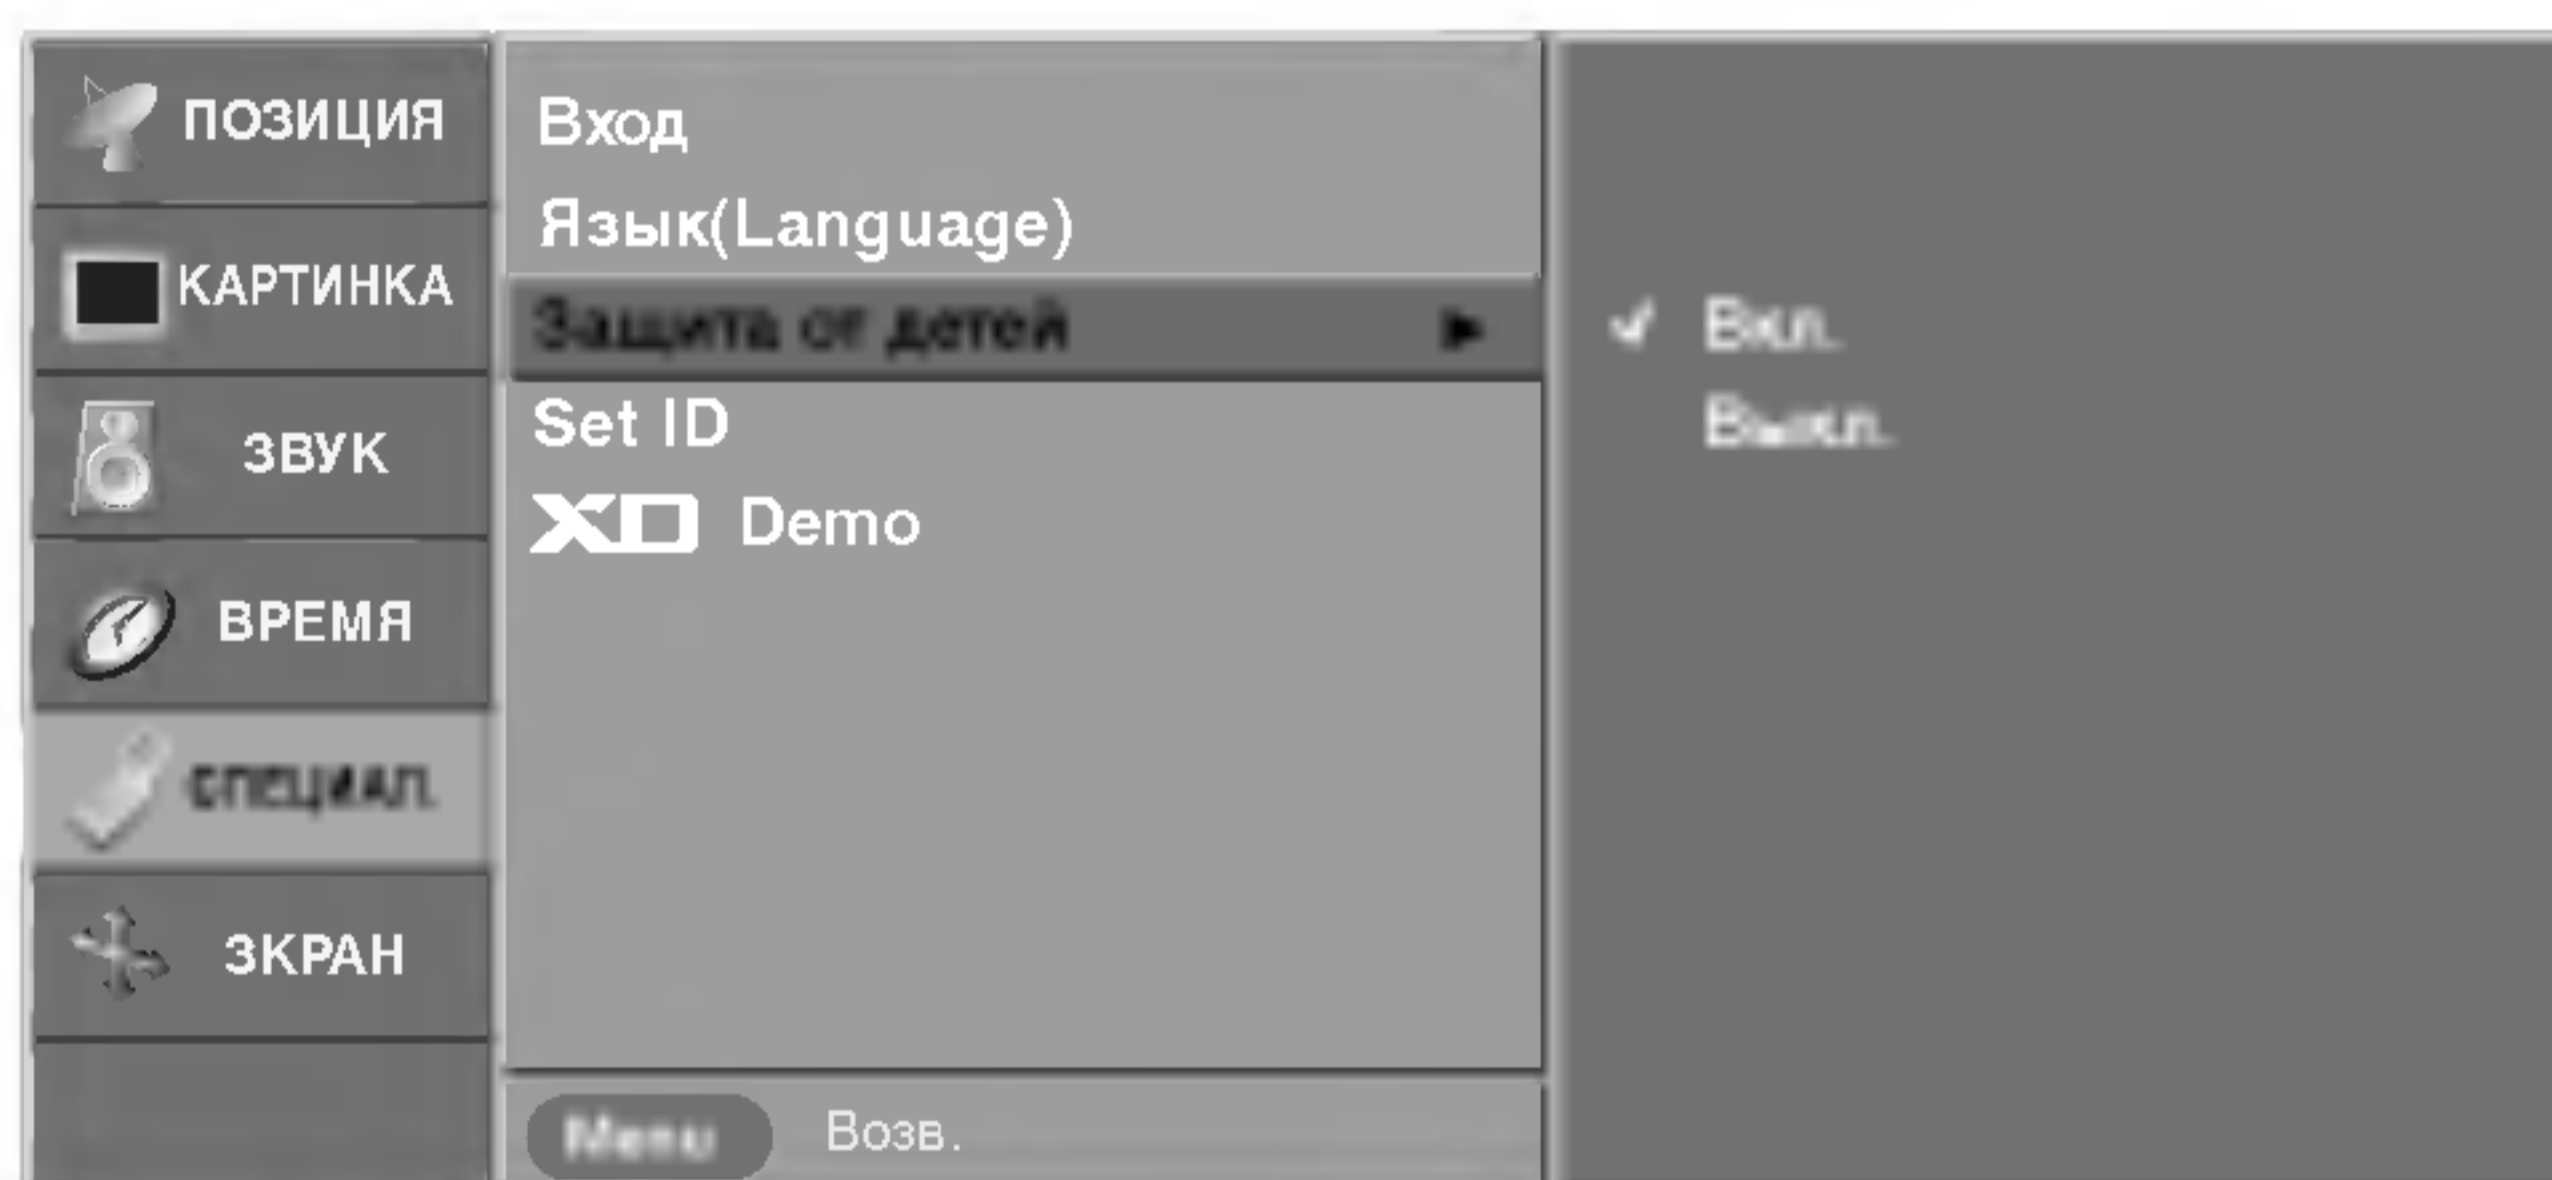 ПОЗИЦИЯ
КАРТИНКА
ЗВУК
ВРЕМЯ
СПЕЦИАЛ.
ЗКРАН
Вход
Язык(Language)
Защита от детей ►
Set ID
XD Demo
Menu Возв.
✓ Вкл.
Выкл.